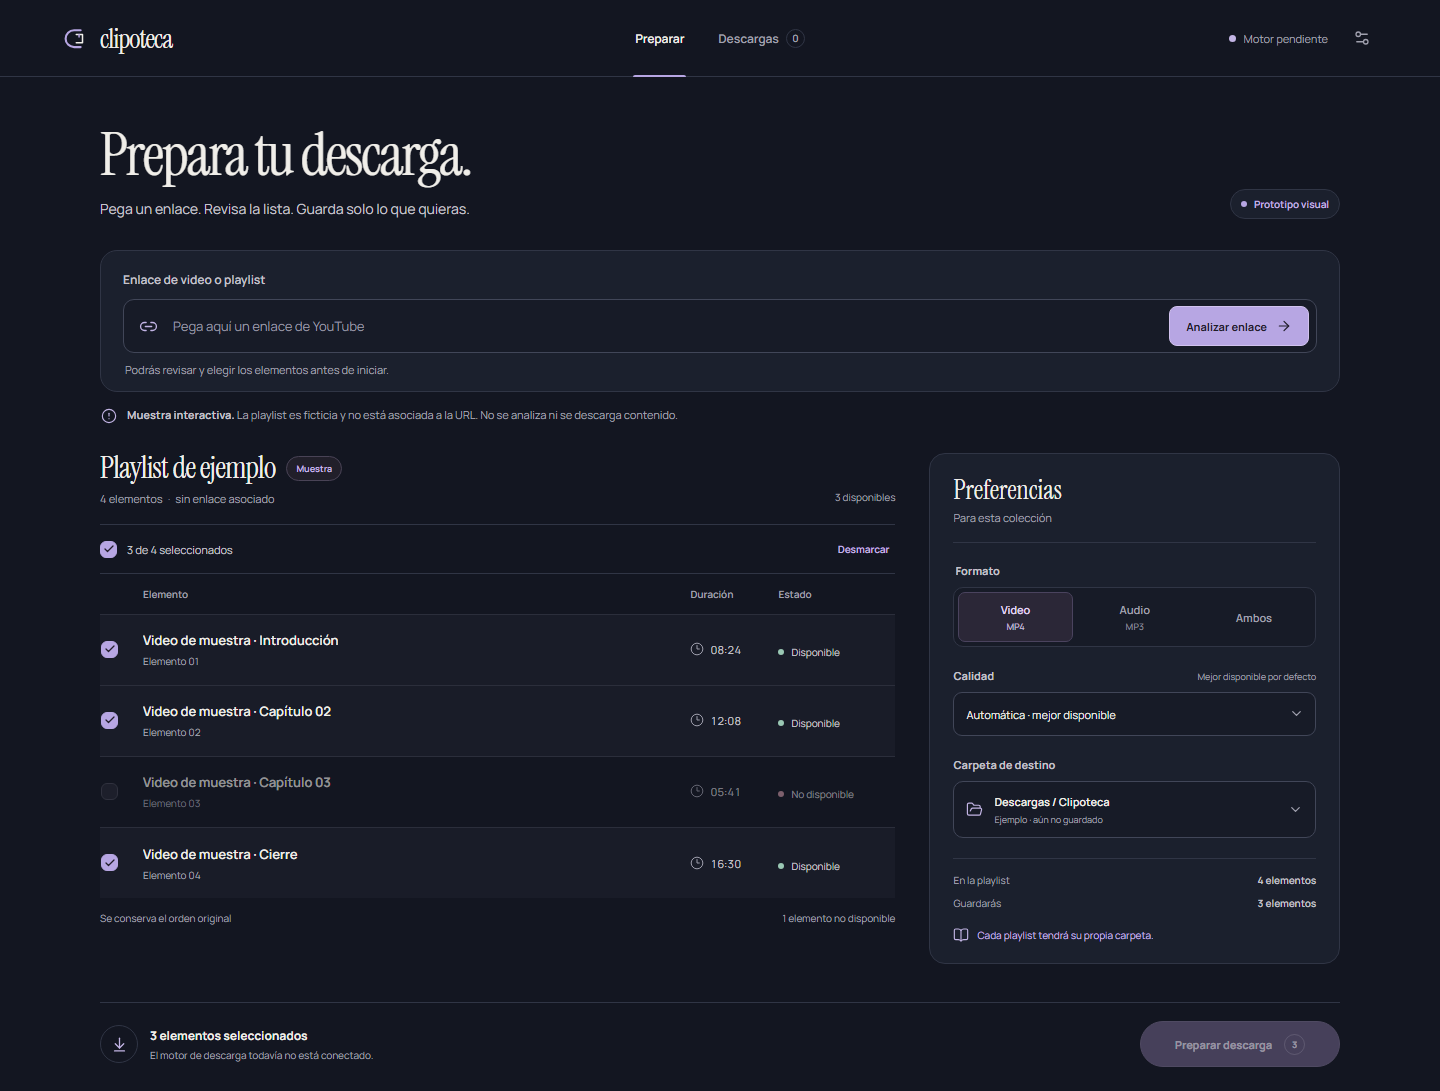 clipoteca
Preparar
Descargas 0
Motor pendiente
Prepara tu descarga.
Pega un enlace. Revisa la lista. Guarda solo lo que quieras.
Prototipo visual
Enlace de video o playlist
Pega aquí un enlace de YouTube
Analizar enlace
Podrás revisar y elegir los elementos antes de iniciar.
Muestra interactiva. La playlist es ficticia y no está asociada a la URL. No se analiza ni se descarga contenido.
Playlist de ejemplo
Muestra
4 elementos · sin enlace asociado
3 disponibles
3 de 4 seleccionados
Desmarcar
Elemento
Duración
Estado
Video de muestra · Introducción
Elemento 01
08:24
Disponible
Video de muestra · Capítulo 02
Elemento 02
12:08
Disponible
Video de muestra · Capítulo 03
Elemento 03
05:41
No disponible
Video de muestra · Cierre
Elemento 04
16:30
Disponible
Se conserva el orden original
1 elemento no disponible
Preferencias
Para esta colección
Formato
Video
MP4
Audio
MP3
Ambos
Calidad
Mejor disponible por defecto
Automática · mejor disponible
Carpeta de destino
Descargas / Clipoteca
Ejemplo · aún no guardado
En la playlist
4 elementos
Guardarás
3 elementos
Cada playlist tendrá su propia carpeta.
3 elementos seleccionados
El motor de descarga todavía no está conectado.
Preparar descarga 3